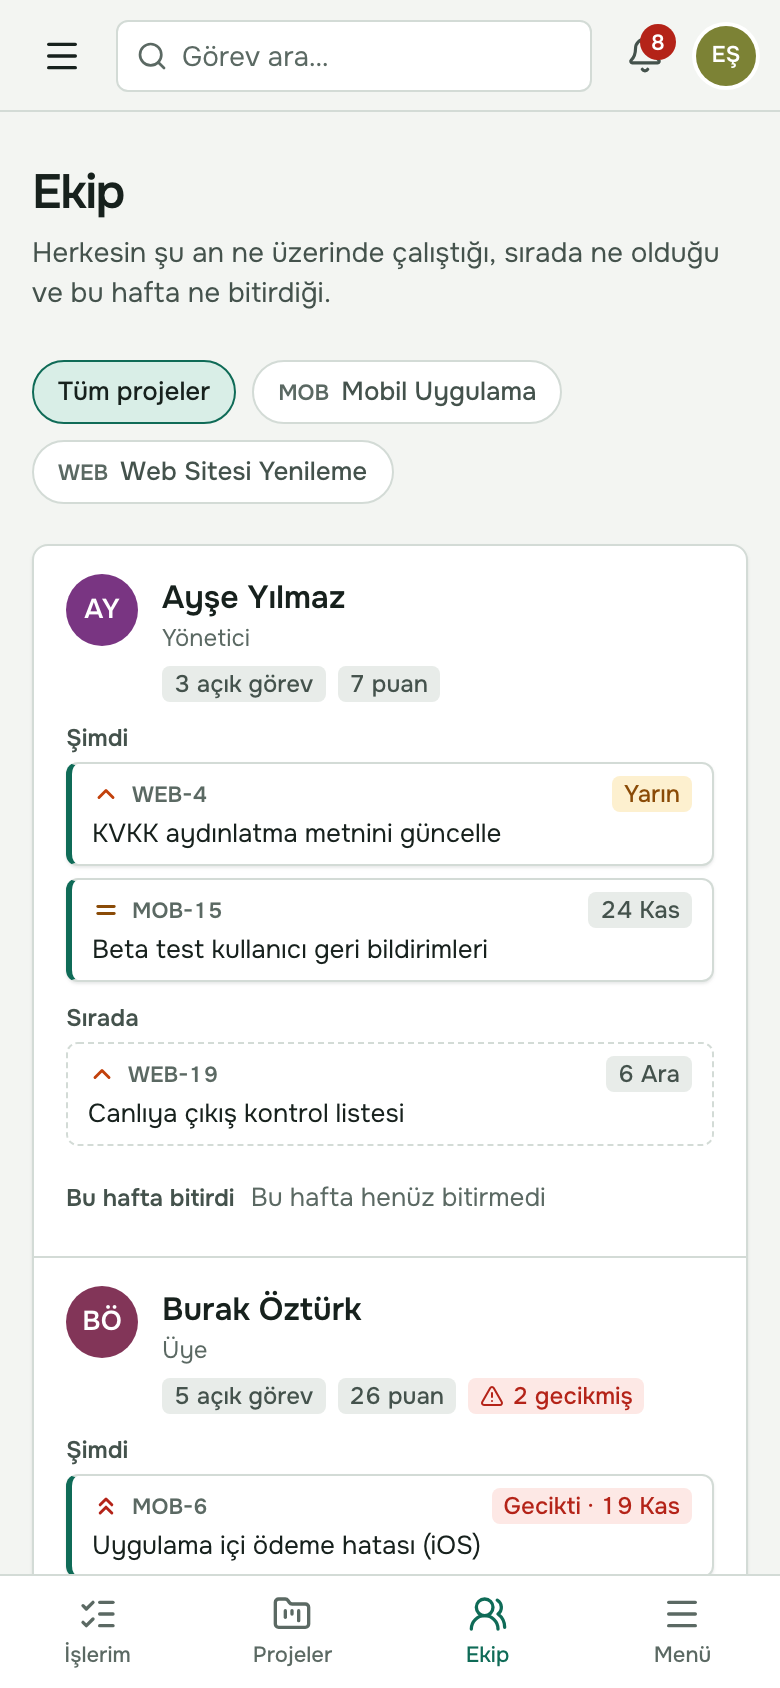 Görev ara...
8
EŞ
Ekip
Herkesin şu an ne üzerinde çalıştığı, sırada ne olduğu
ve bu hafta ne bitirdiği.
Tüm projeler
MOB Mobil Uygulama
WEB Web Sitesi Yenileme
AY
Ayşe Yılmaz
Yönetici
3 açık görev
7 puan
Şimdi
WEB-4
Yarın
KVKK aydınlatma metnini güncelle
MOB-15
24 Kas
Beta test kullanıcı geri bildirimleri
Sırada
WEB-19
6 Ara
Canlıya çıkış kontrol listesi
Bu hafta bitirdi Bu hafta henüz bitirmedi
BÖ
Burak Öztürk
Üye
5 açık görev
26 puan
2 gecikmiş
Şimdi
MOB-6
Gecikti · 19 Kas
Uygulama içi ödeme hatası (iOS)
İşlerim
Projeler
Ekip
Menü